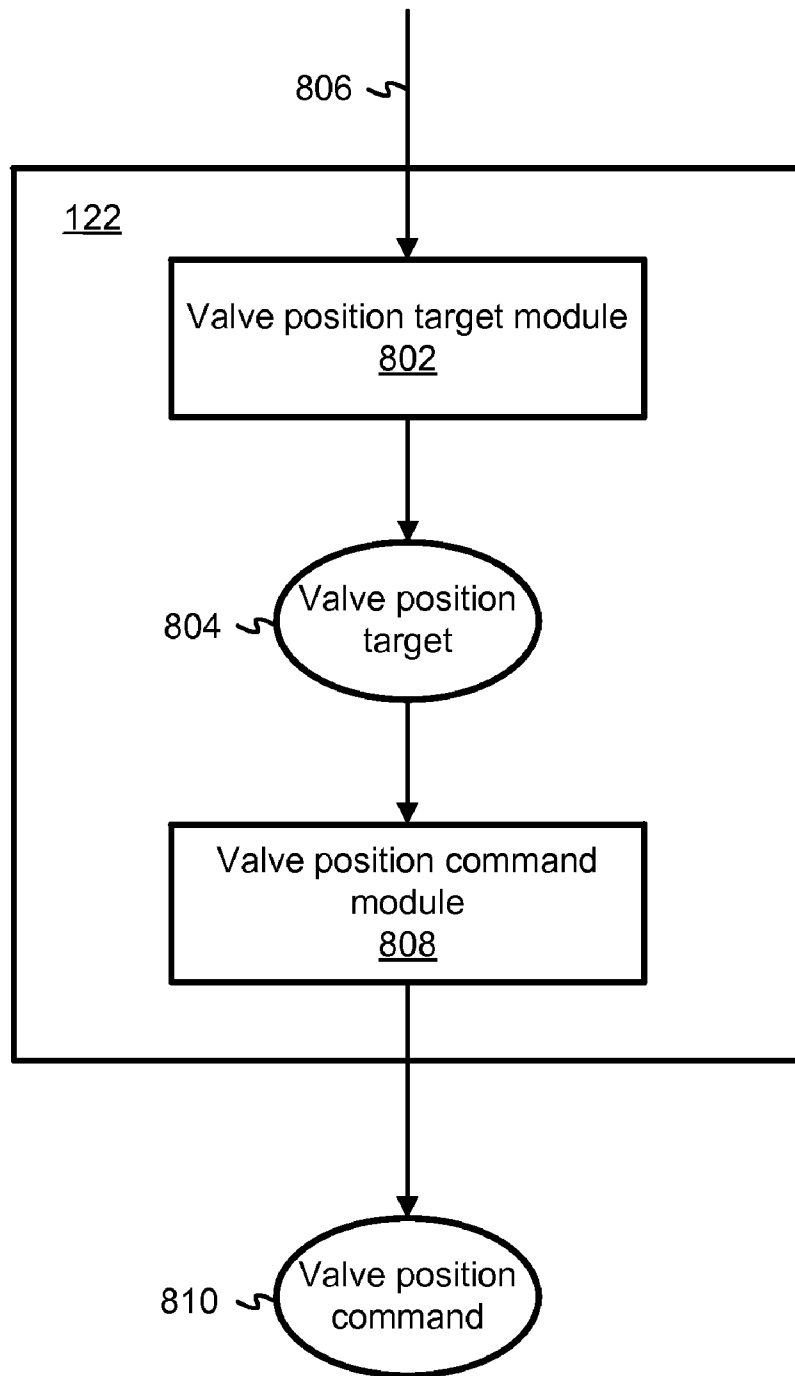 806
122
Valve position target module
802
Valve position
target
804
Valve position command
module
808
Valve position
command
810